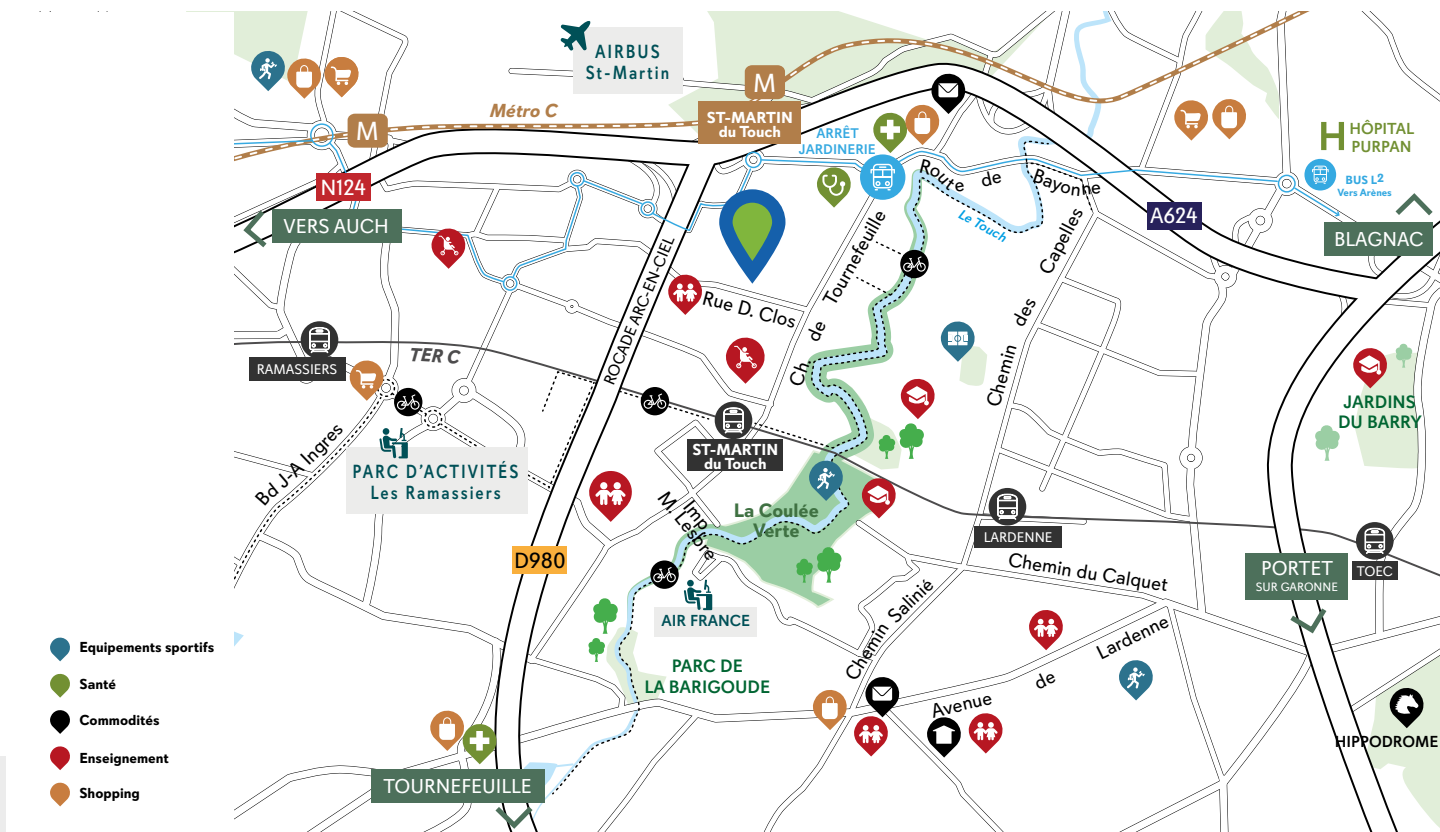 AIRBUS
St-Martin
M
Métro C
M
ST-MARTIN
du Touch
ARRÊT
JARDINERIE
H HÔPITAL
PURPAN
BUS L2
Vers Arènes
N124
VERS AUCH
Route de Bayonne
Le Touch
A624
BLAGNAC
ROCADE ARC-EN-CIEL
Rue D. Clos
Ch. de Tournefeuille
Chemin des Capelles
RAMASSIERS
TER C
JARDINS
DU BARRY
Bd J-A Ingres
PARC D'ACTIVITÉS
Les Ramassiers
ST-MARTIN
du Touch
Imp.
M. Lesbre
La Coulée
Verte
LARDENNE
D980
Chemin du Calquet
PORTET
SUR GARONNE
TOEC
AIR FRANCE
Chemin Salinié
PARC DE
LA BARIGOUDE
Avenue de Lardenne
HIPPODROME
TOURNEFEUILLE
Equipements sportifs
Santé
Commodités
Enseignement
Shopping